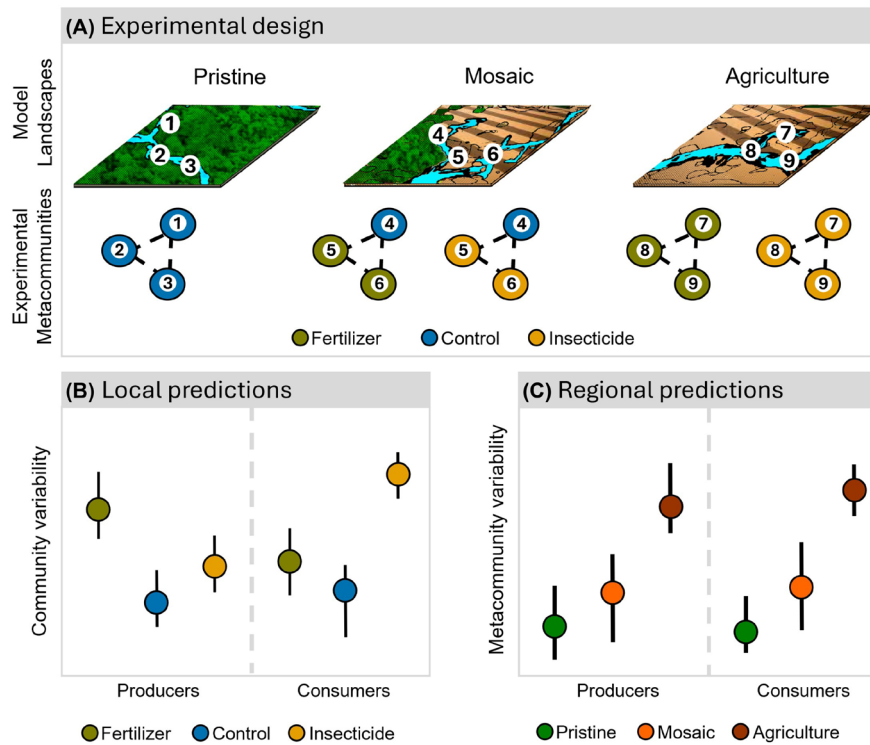 (A) Experimental design
Model
Landscapes
Pristine
Mosaic
Agriculture
1
2
3
4
5
6
7
8
9
Experimental
Metacommunities
1
2
3
4
5
6
4
5
6
7
8
9
7
8
9
Fertilizer
Control
Insecticide
(B) Local predictions
Community variability
Producers
Consumers
Fertilizer
Control
Insecticide
(C) Regional predictions
Metacommunity variability
Producers
Consumers
Pristine
Mosaic
Agriculture